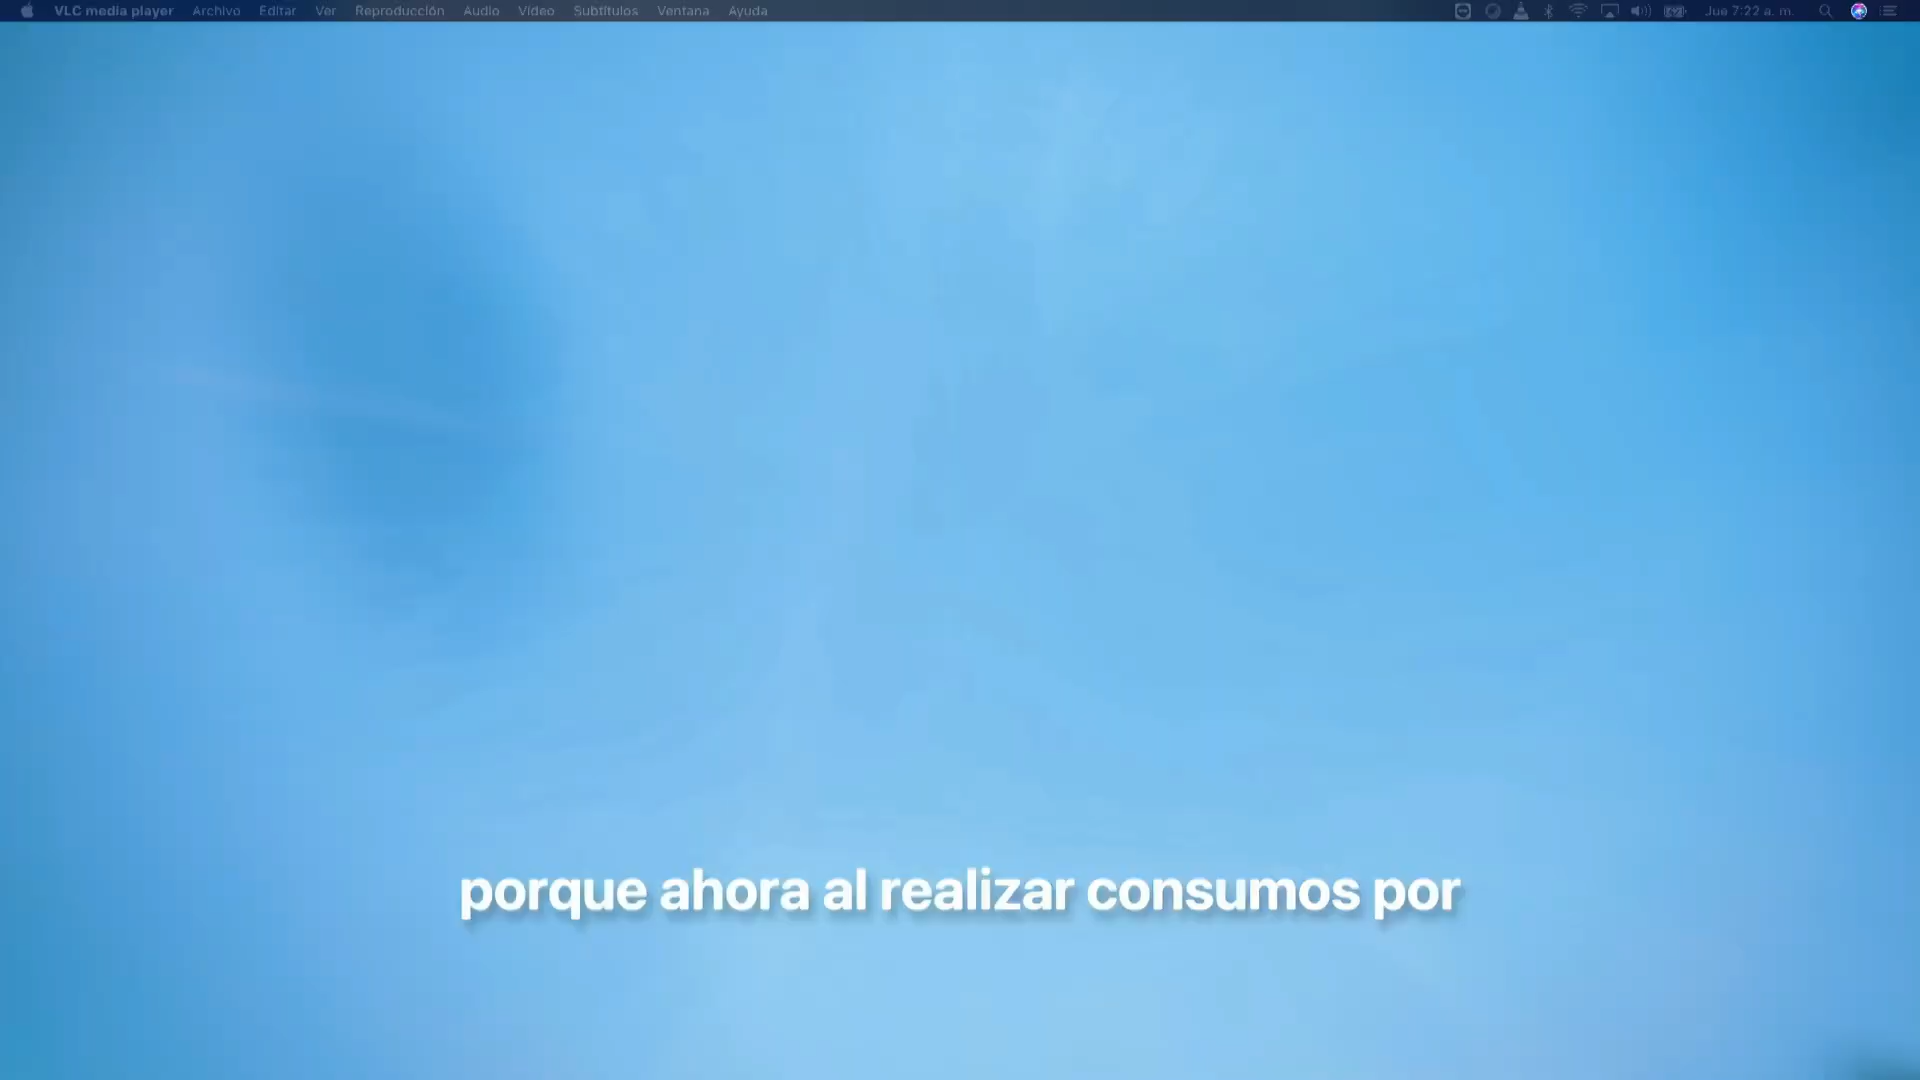 VLC media player Archivo Editar Ver Reproducción Audio Vídeo Subtítulos Ventana Ayuda Jue 7:22 a. m.
porque ahora al realizar consumos por